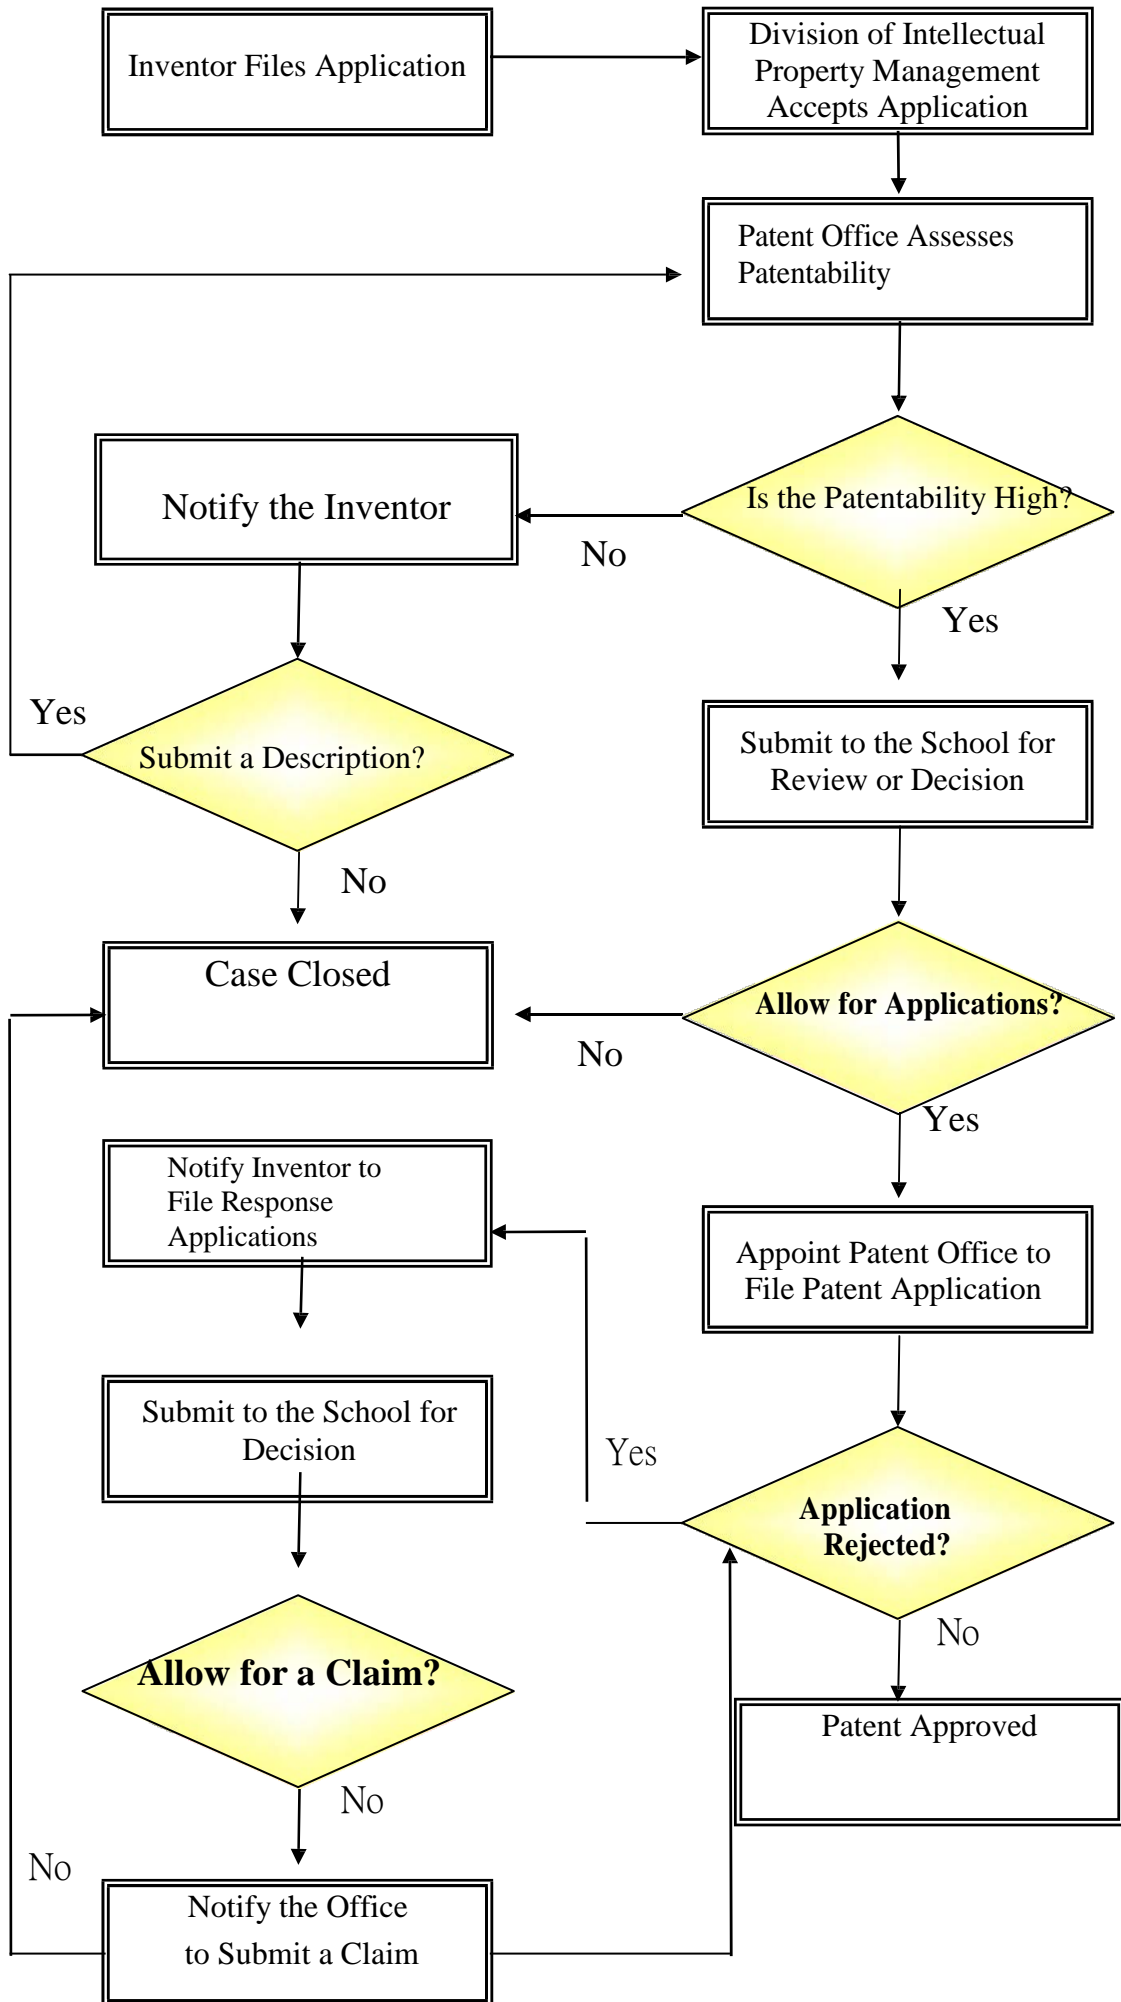 Inventor Files Application
Division of Intellectual
Property Management
Accepts Application
Patent Office Assesses
Patentability
Is the Patentability High?
No
Yes
Notify the Inventor
Yes
Submit a Description?
No
Submit to the School for
Review or Decision
Case Closed
Allow for Applications?
No
Yes
Notify Inventor to
File Response
Applications
Appoint Patent Office to
File Patent Application
Submit to the School for
Decision
Yes
Application
Rejected?
No
Allow for a Claim?
Patent Approved
No
No
Notify the Office
to Submit a Claim